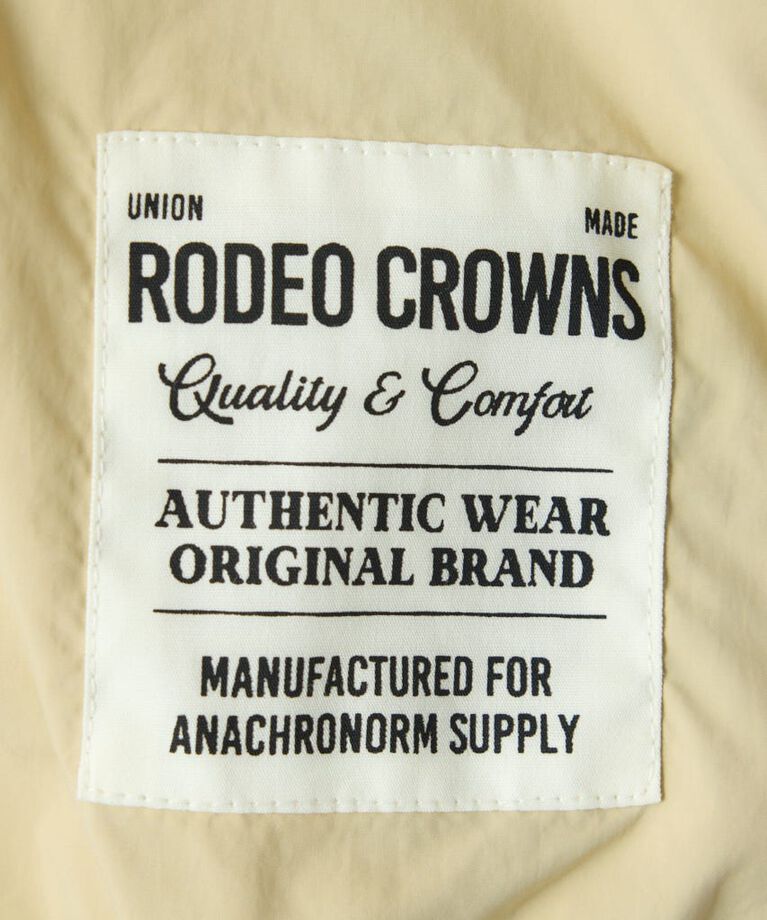 UNION MADE
RODEO CROWNS
Quality & Comfort
AUTHENTIC WEAR
ORIGINAL BRAND
MANUFACTURED FOR
ANACHRONORM SUPPLY